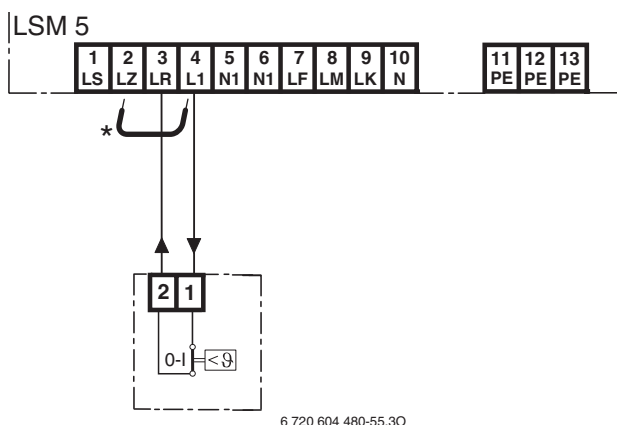 LSM 5
1 2 3 4 5 6 7 8 9 10 11 12 13
LS LZ LR L1 N1 N1 LF LM LK N PE PE PE
*
2 1
0-I <ϑ
6 720 604 480-55.3O